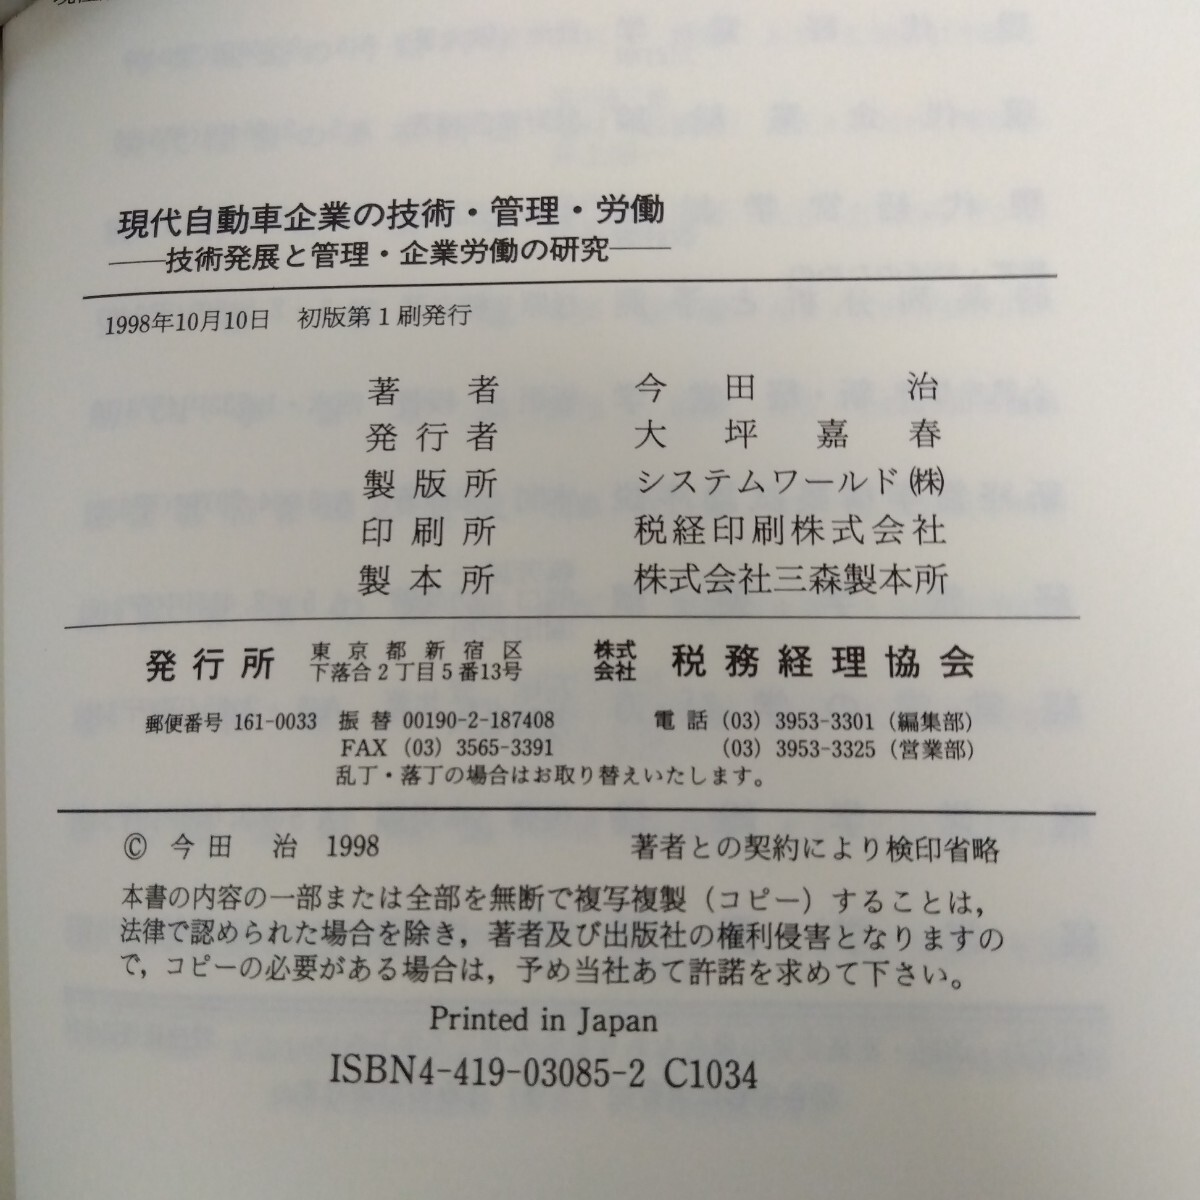 現代自動車企業の技術・管理・労働
――技術発展と管理・企業労働の研究――
1998年10月10日　初版第1刷発行
著　者　今田　治
発行者　大坪嘉春
製版所　システムワールド㈱
印刷所　税経印刷株式会社
製本所　株式会社三森製本所
発行所　東京都新宿区下落合2丁目5番13号　株式会社　税務経理協会
郵便番号 161-0033　振替 00190-2-187408　電話 (03) 3953-3301 (編集部)
FAX (03) 3565-3391　(03) 3953-3325 (営業部)
乱丁・落丁の場合はお取り替えいたします。
© 今田　治　1998　著者との契約により検印省略
本書の内容の一部または全部を無断で複写複製（コピー）することは，
法律で認められた場合を除き，著者及び出版社の権利侵害となりますの
で，コピーの必要がある場合は，予め当社あて許諾を求めて下さい。
Printed in Japan
ISBN4-419-03085-2 C1034